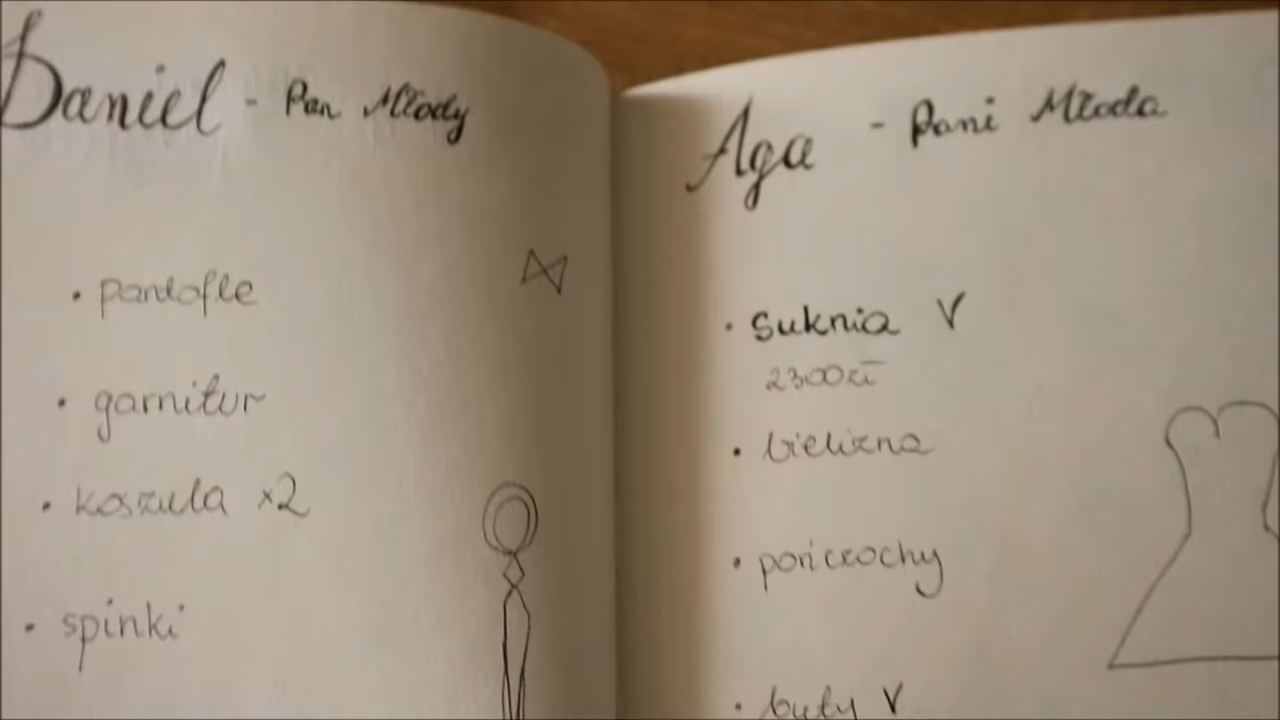 Daniel - Pan Młody
• pantofle
• garnitur
• koszula x2
• spinki
Aga - Pani Młoda
• suknia V
2300zł
• bielizna
• pończochy
• buty V